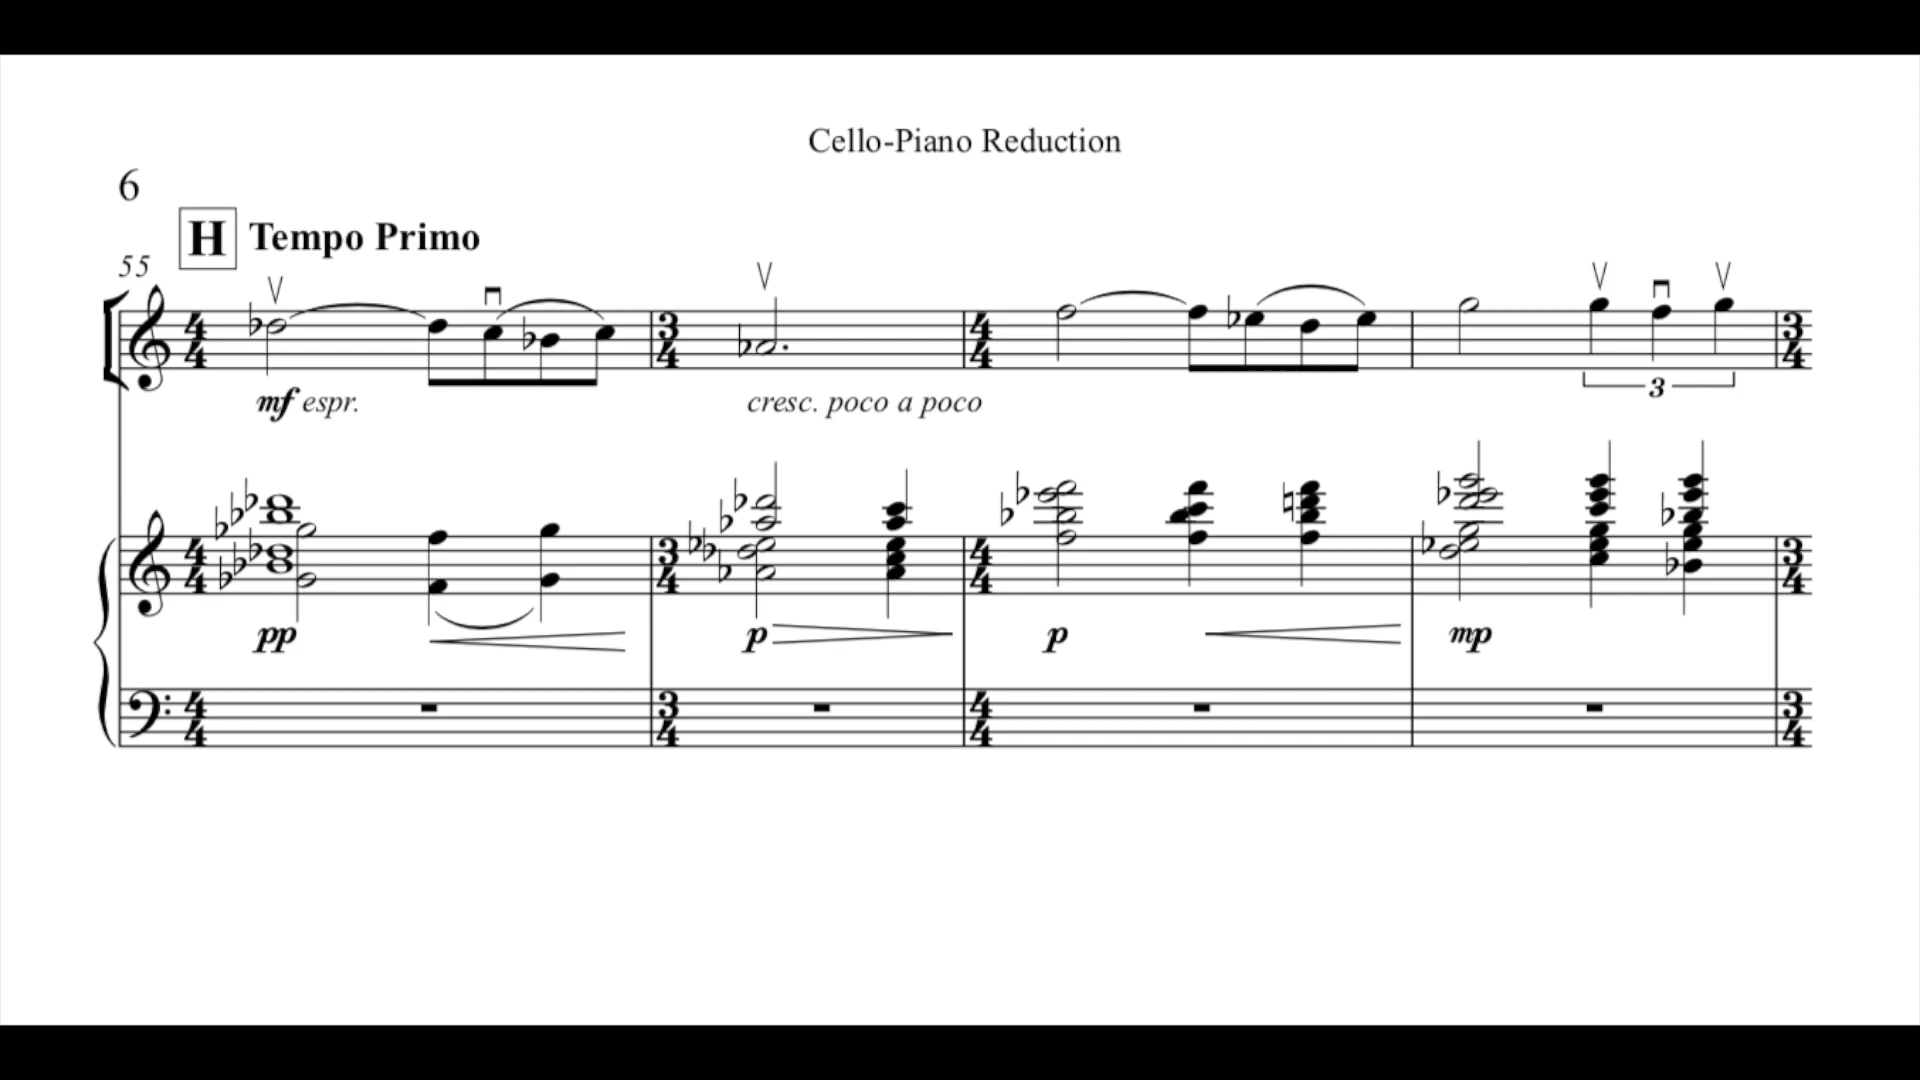 Cello-Piano Reduction
6
H Tempo Primo
55
mf espr.
cresc. poco a poco
3
pp
p
p
mp